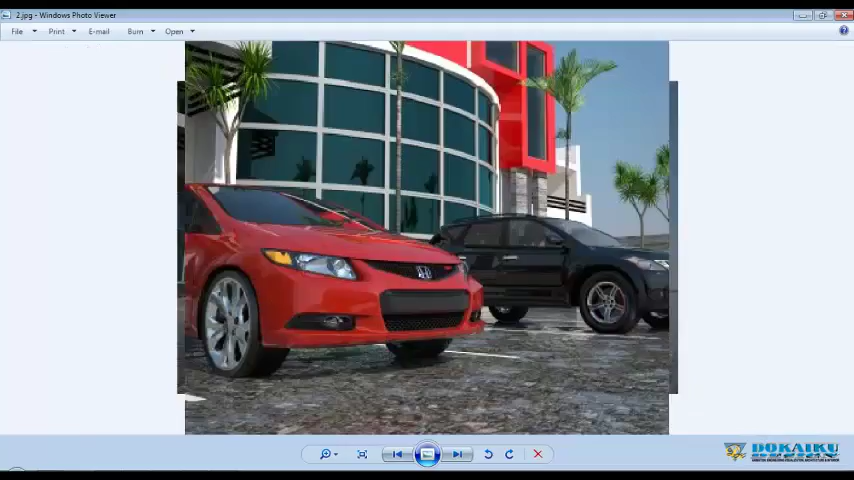 2.jpg - Windows Photo Viewer
File Print E-mail Burn Open
DOKAIKU